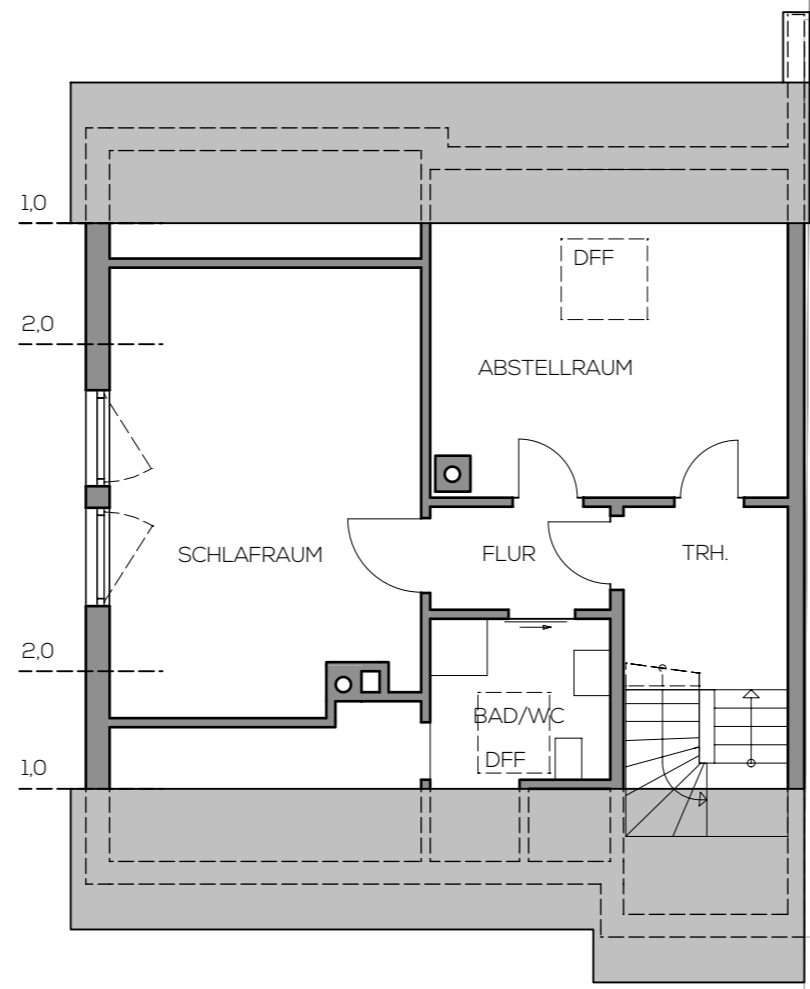 1,0
DFF
2,0
ABSTELLRAUM
SCHLAFRAUM
FLUR
TRH.
2,0
BAD/WC
DFF
1,0